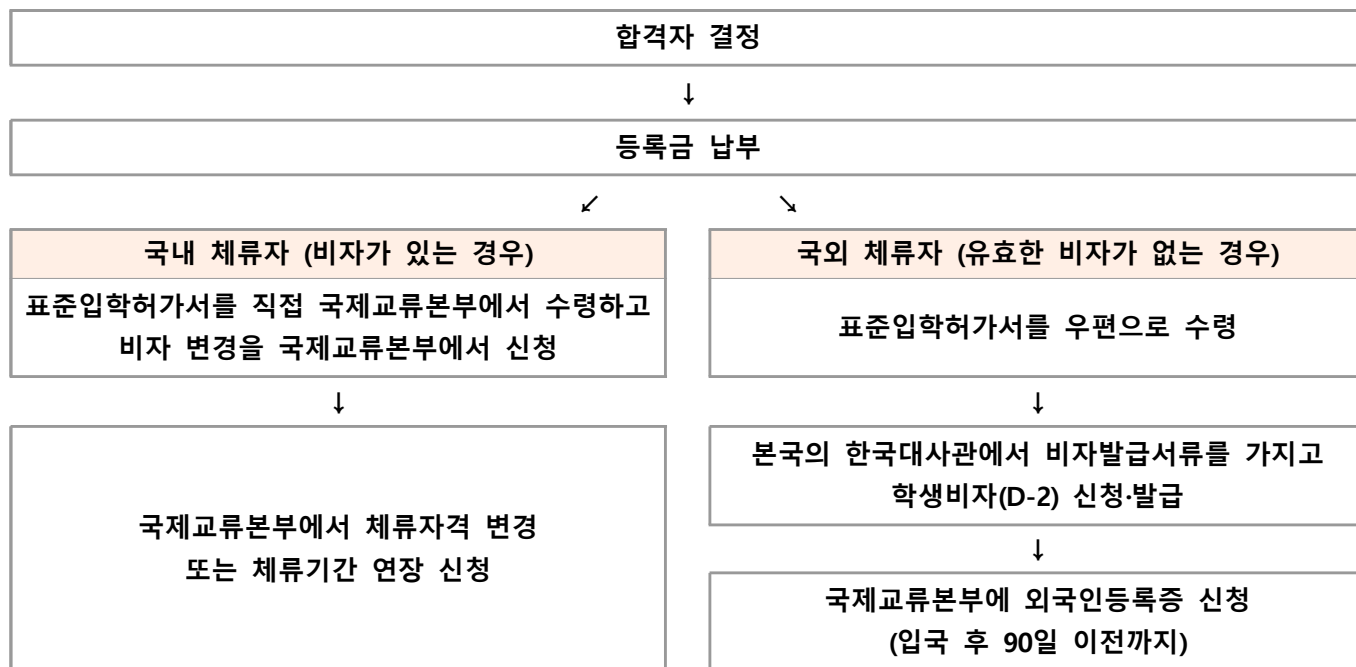 합격자 결정
↓
등록금 납부
↙ ↘
국내 체류자 (비자가 있는 경우)
표준입학허가서를 직접 국제교류본부에서 수령하고
비자 변경을 국제교류본부에서 신청
↓
국제교류본부에서 체류자격 변경
또는 체류기간 연장 신청
국외 체류자 (유효한 비자가 없는 경우)
표준입학허가서를 우편으로 수령
↓
본국의 한국대사관에서 비자발급서류를 가지고
학생비자(D-2) 신청·발급
↓
국제교류본부에 외국인등록증 신청
(입국 후 90일 이전까지)